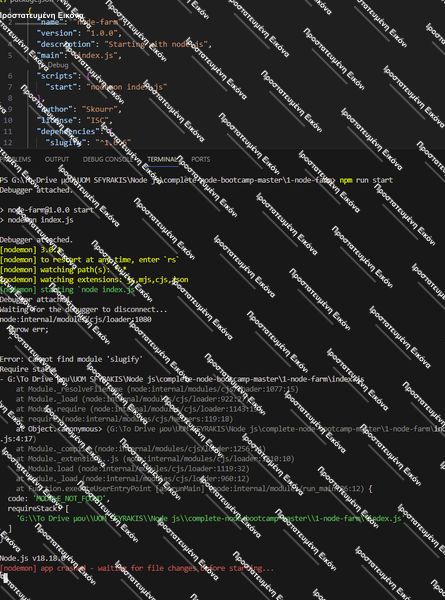 package.json
Προστατευμένη Εικόνα
"name": "node-farm",
"version": "1.0.0",
"description": "Starting with node.js",
"main": "index.js",
Debug
"scripts": {
"start": "nodemon index.js"
"author": "Skourr",
"license": "ISC",
"dependencies": {
"slugify":
PROBLEMS OUTPUT DEBUG CONSOLE TERMINAL PORTS
PS G:\Το Drive μου\UOM SFYRAKIS\Node js\complete-node-bootcamp-master\1-node-farm> npm run start
Debugger attached.
> node-farm@1.0.0 start
> nodemon index.js
Debugger attached.
[nodemon]
[nodemon] to restart at any time, enter `rs`
[nodemon] watching path(s):
[nodemon] watching extensions: js,mjs,cjs,json
[nodemon] starting `node index.js`
Debugger attached.
Waiting for the debugger to disconnect...
node:internal/modules/cjs/loader:1080
throw err;
Error: Cannot find module 'slugify'
Require stack:
- G:\Το Drive μου\UOM SFYRAKIS\Node js\complete-node-bootcamp-master\1-node-farm\index.js
at Module._resolveFilename (node:internal/modules/cjs/loader:1077:15)
at Module._load (node:internal/modules/cjs/loader:922:27)
at Module.require (node:internal/modules/cjs/loader:1143:19)
at require (node:internal/modules/cjs/helpers:119:18)
at Object.<anonymous> (G:\Το Drive μου\UOM SFYRAKIS\Node js\complete-node-bootcamp-master\1-node-farm\index
.js:4:17)
at Module._compile (node:internal/modules/cjs/loader:1256:14)
at Module._extensions..js (node:internal/modules/cjs/loader:1310:10)
at Module.load (node:internal/modules/cjs/loader:1119:32)
at Module._load (node:internal/modules/cjs/loader:960:12)
at Function.executeUserEntryPoint [as runMain] (node:internal/modules/run_main:86:12) {
code: 'MODULE_NOT_FOUND',
requireStack: [
'G:\\Το Drive μου\\UOM SFYRAKIS\\Node js\\complete-node-bootcamp-master\\1-node-farm\\index.js'
]
Node.js v18.18.0
[nodemon] app crashed - waiting for file changes before starting...